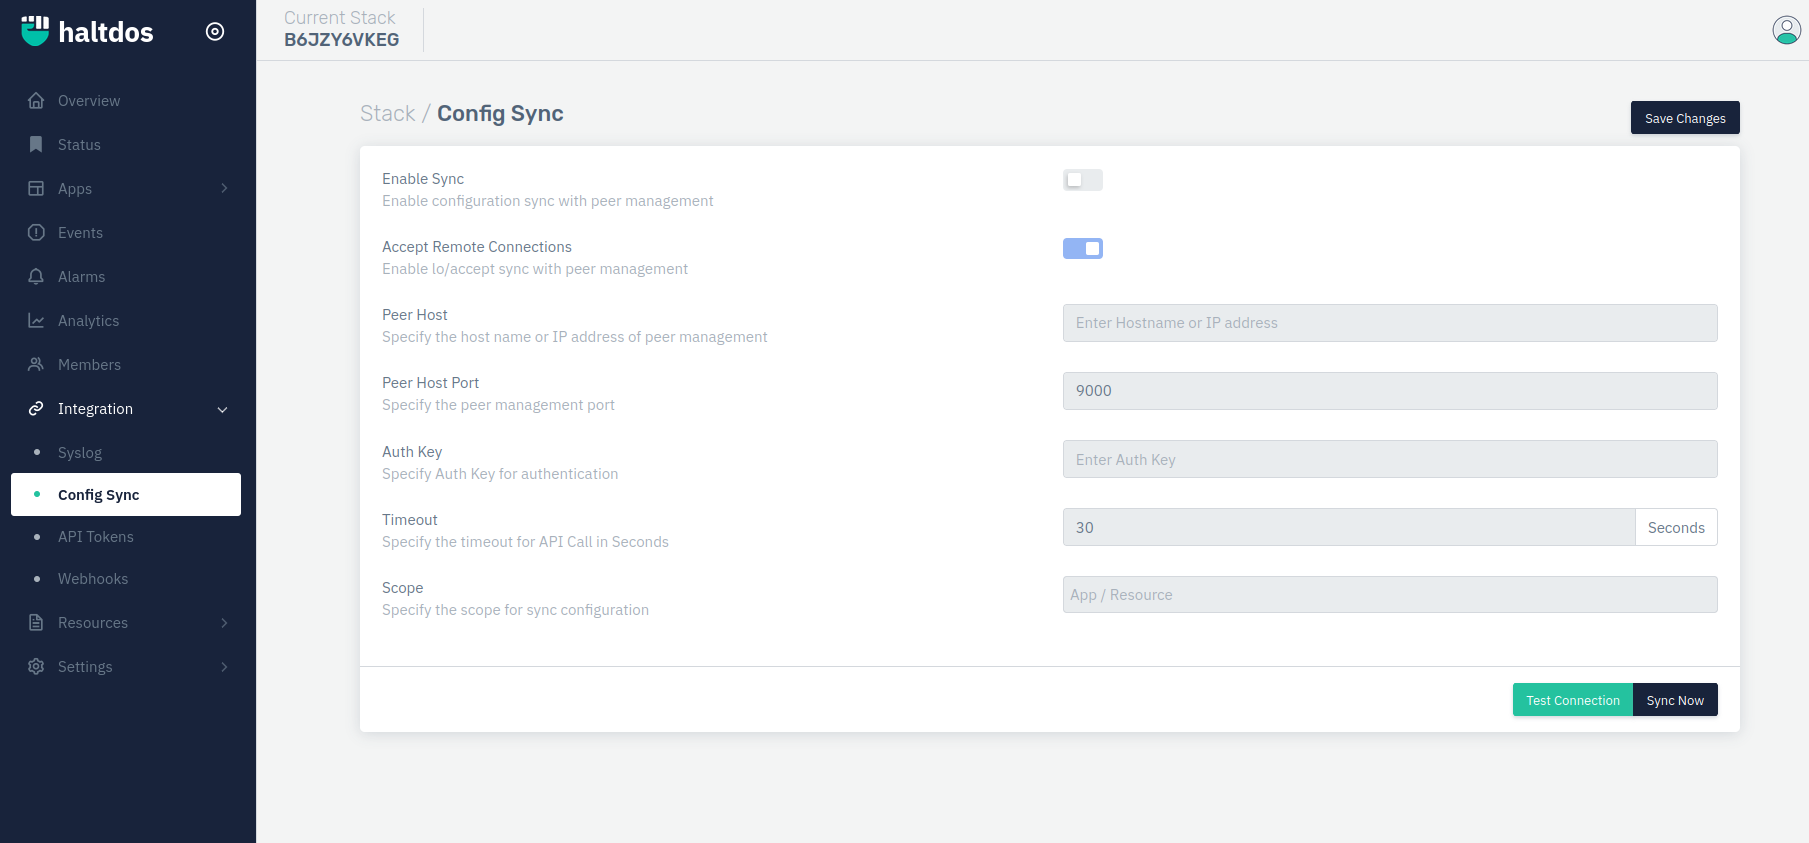 haltdos
Current Stack
B6JZY6VKEG
Overview
Status
Apps
Events
Alarms
Analytics
Members
Integration
Syslog
Config Sync
API Tokens
Webhooks
Resources
Settings
Stack / Config Sync
Save Changes
Enable Sync
Enable configuration sync with peer management
Accept Remote Connections
Enable lo/accept sync with peer management
Peer Host
Specify the host name or IP address of peer management
Enter Hostname or IP address
Peer Host Port
Specify the peer management port
9000
Auth Key
Specify Auth Key for authentication
Enter Auth Key
Timeout
Specify the timeout for API Call in Seconds
30
Seconds
Scope
Specify the scope for sync configuration
App / Resource
Test Connection
Sync Now